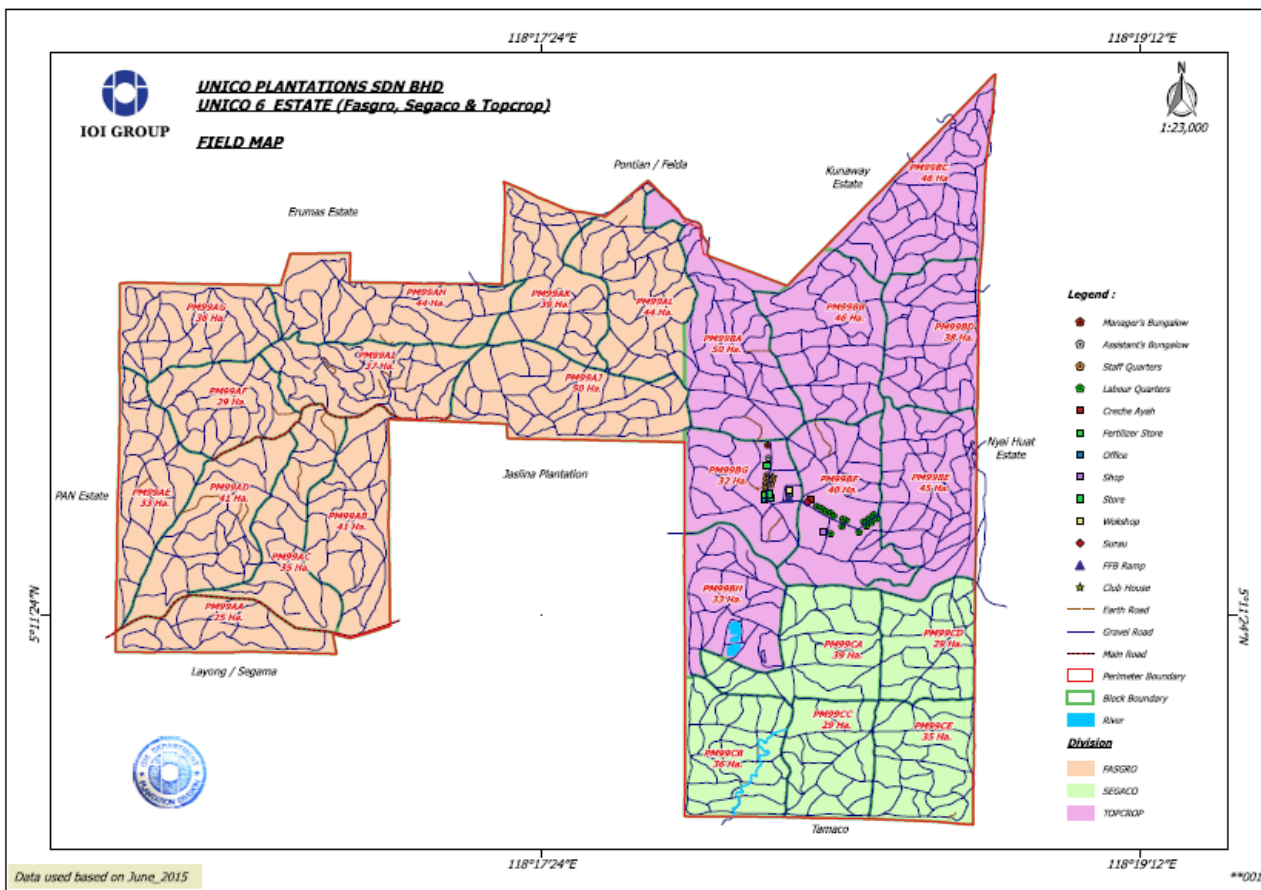 118°17'24"E
118°19'12"E
IOI GROUP
UNICO PLANTATIONS SDN BHD
UNICO 6 ESTATE (Fasgro, Segaco & Topcrop)
FIELD MAP
N
1:23,000
Pontian / Felda
Kunaway
Estate
Erumas Estate
PM99BC
46 Ha.
PM99AG
36 Ha.
PM99AH
44 Ha.
PM99AK
39 Ha.
PM99AL
44 Ha.
PM99BA
50 Ha.
PM99BB
46 Ha.
PM99BD
38 Ha.
PM99AI
37 Ha.
PM99AJ
50 Ha.
PM99AF
29 Ha.
PAN Estate
PM99AE
33 Ha.
PM99AD
41 Ha.
PM99AB
41 Ha.
PM99AC
35 Ha.
PM99AA
25 Ha.
Jaslina Plantation
Nyai Huat
Estate
PM99BG
32 Ha.
PM99BF
40 Ha.
PM99BE
45 Ha.
PM99BH
33 Ha.
PM99CA
39 Ha.
PM99CD
28 Ha.
PM99CC
29 Ha.
PM99CE
35 Ha.
PM99CB
36 Ha.
Layong / Segama
Tamaco
5°11'24"N
5°11'24"N
Legend :
Manager's Bungalow
Assistant's Bungalow
Staff Quarters
Labour Quarters
Creche Ayah
Fertilizer Store
Office
Shop
Store
Wokshop
Surau
FFB Ramp
Club House
Earth Road
Gravel Road
Main Road
Perimeter Boundary
Block Boundary
River
Division
FASGRO
SEGACO
TOPCROP
118°17'24"E
118°19'12"E
Data used based on June_2015
**001